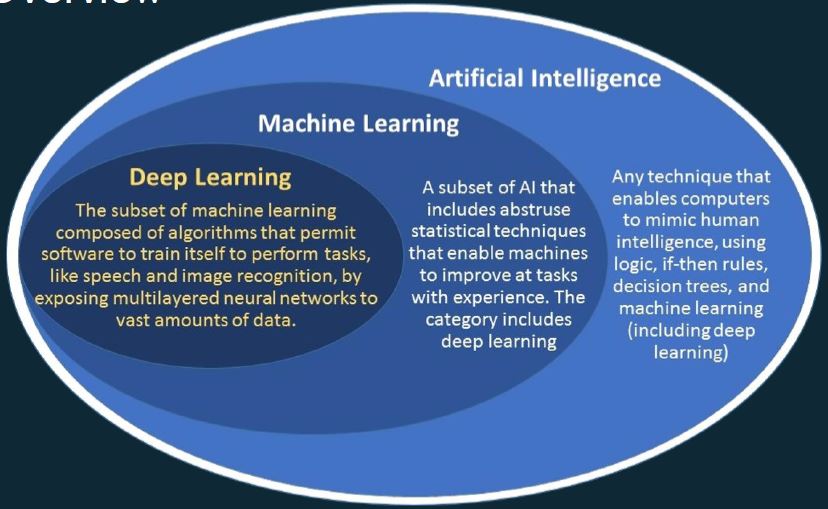 Overview
Artificial Intelligence
Machine Learning
Deep Learning
The subset of machine learning
composed of algorithms that permit
software to train itself to perform tasks,
like speech and image recognition, by
exposing multilayered neural networks to
vast amounts of data.
A subset of AI that
includes abstruse
statistical techniques
that enable machines
to improve at tasks
with experience. The
category includes
deep learning
Any technique that
enables computers
to mimic human
intelligence, using
logic, if-then rules,
decision trees, and
machine learning
(including deep
learning)